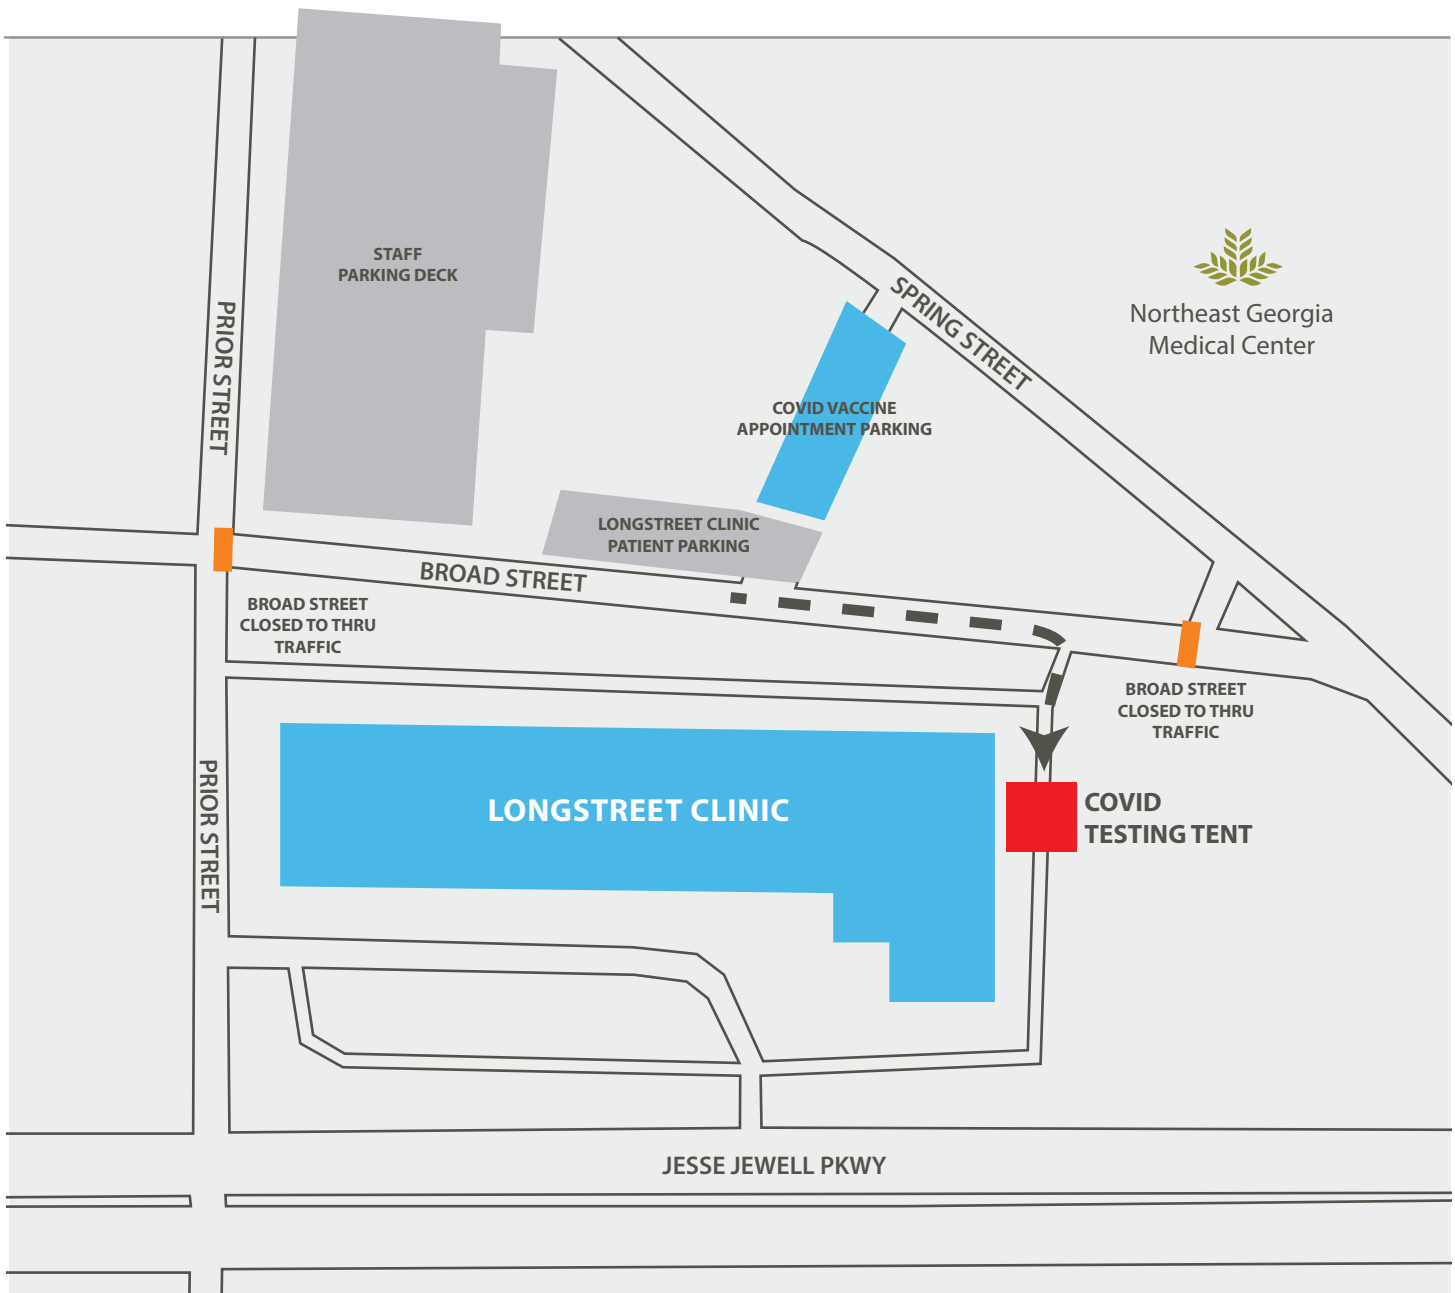 STAFF
PARKING DECK
PRIOR STREET
SPRING STREET
Northeast Georgia
Medical Center
COVID VACCINE
APPOINTMENT PARKING
LONGSTREET CLINIC
PATIENT PARKING
BROAD STREET
BROAD STREET
CLOSED TO THRU
TRAFFIC
BROAD STREET
CLOSED TO THRU
TRAFFIC
PRIOR STREET
LONGSTREET CLINIC
COVID
TESTING TENT
JESSE JEWELL PKWY